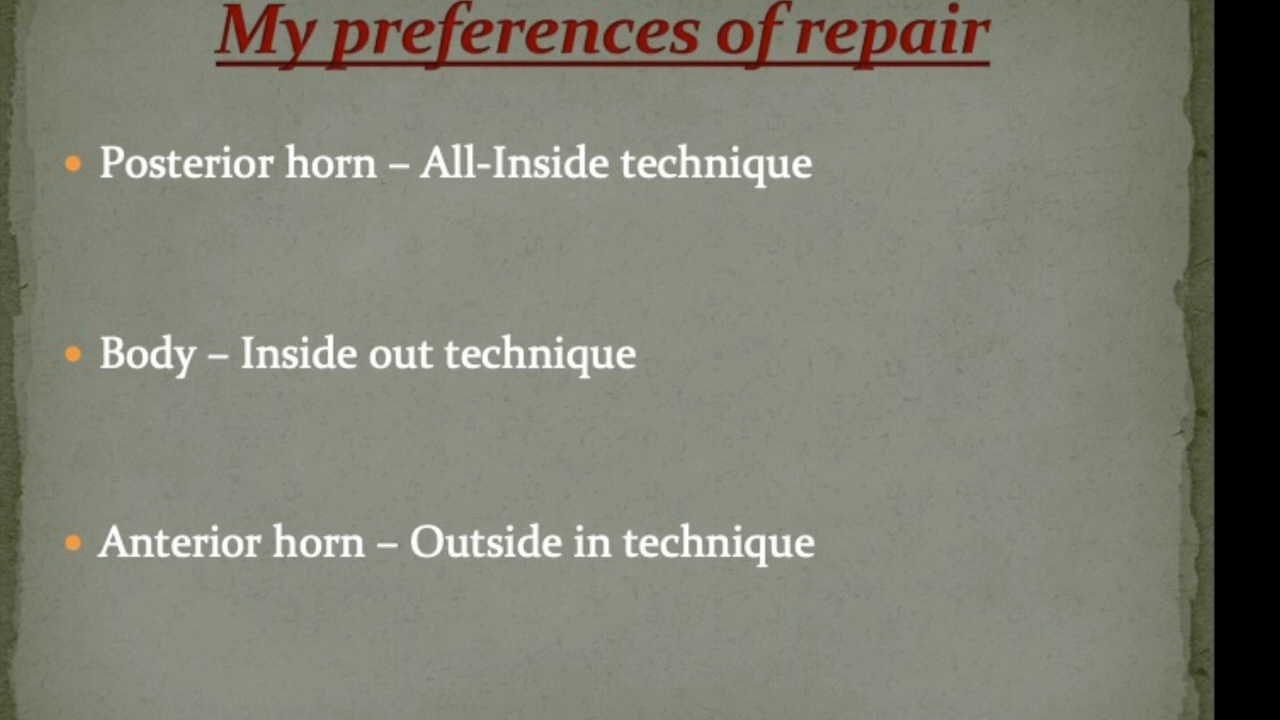 My preferences of repair
• Posterior horn – All-Inside technique
• Body – Inside out technique
• Anterior horn – Outside in technique